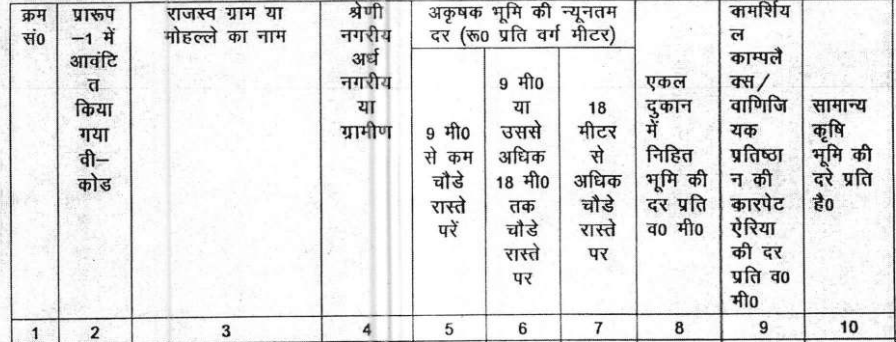 क्रम सं0
प्रारूप –1 में आवंटित किया गया वी– कोड
राजस्व ग्राम या मोहल्ले का नाम
श्रेणी नगरीय अर्ध नगरीय या ग्रामीण
अकृषक भूमि की न्यूनतम दर (रू0 प्रति वर्ग मीटर)
9 मी0 से कम चौडे रास्ते परें
9 मी0 या उससे अधिक 18 मी0 तक चौडे रास्ते पर
18 मीटर से अधिक चौडे रास्ते पर
एकल दुकान में निहित भूमि की दर प्रति व0 मी0
कामर्शियल काम्पलैक्स/वाणिज्यिक प्रतिष्ठान की कारपेट ऐरिया की दर प्रति व0 मी0
सामान्य कृषि भूमि की दरे प्रति है0
1 2 3 4 5 6 7 8 9 10